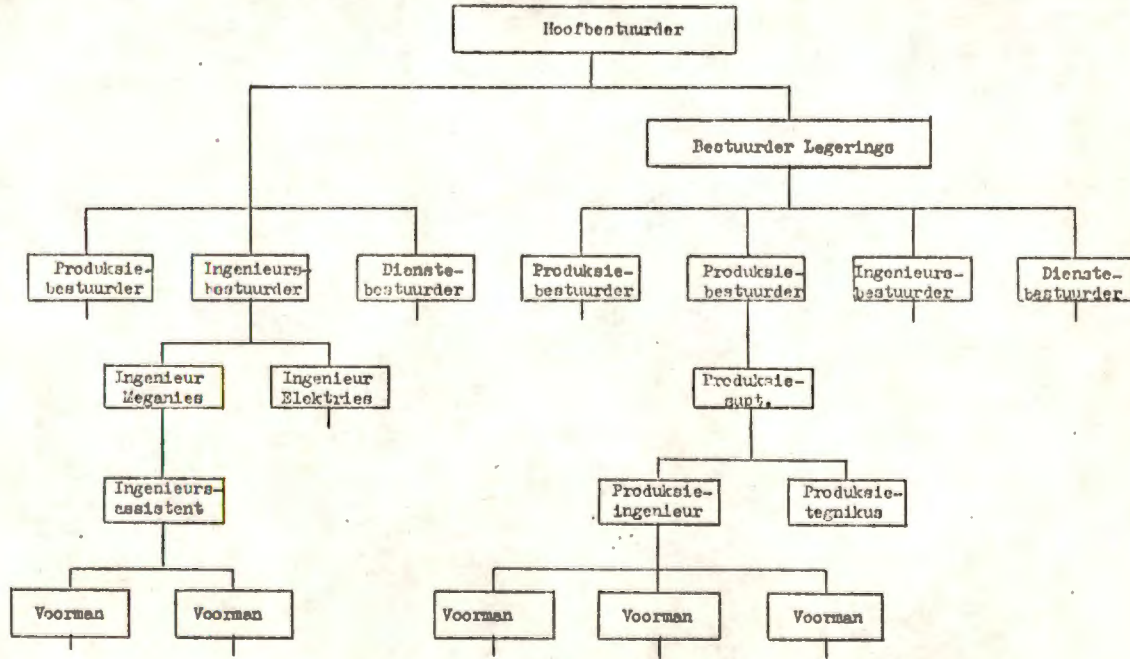 Hoofbestuurder
Bestuurder Legerings
Produksie-
bestuurder
Ingenieurs-
bestuurder
Dienste-
bestuurder
Produksie-
bestuurder
Produksie-
bestuurder
Ingenieurs-
bestuurder
Dienste-
bestuurder
Ingenieur
Meganies
Ingenieur
Elektries
Produksie-
supt.
Ingenieurs-
assistent
Produksie-
ingenieur
Produksie-
tegnikus
Voorman
Voorman
Voorman
Voorman
Voorman